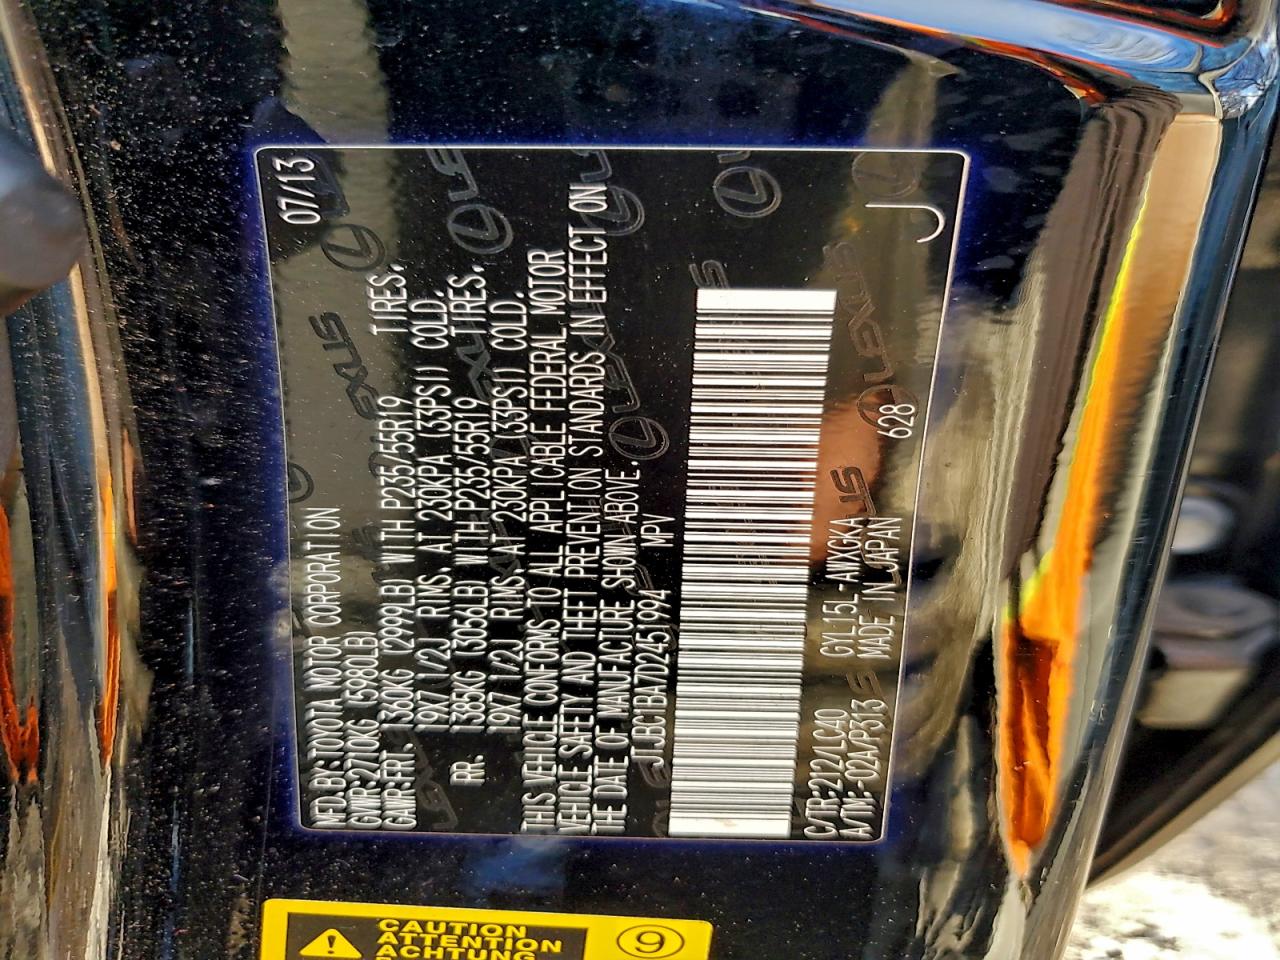 07/13
MFD.BY:TOYOTA MOTOR CORPORATION
GVWR:2710KG (5980LB)
GAWR:FRT. 1360KG (2999LB) WITH P235/55R19 TIRES.
19X7 1/2J RIMS. AT 230KPA (33PSI) COLD.
RR. 1385KG (3056LB) WITH P235/55R19 TIRES.
19X7 1/2J RIMS. AT 230KPA (33PSI) COLD.
THIS VEHICLE CONFORMS TO ALL APPLICABLE FEDERAL MOTOR
VEHICLE SAFETY AND THEFT PREVENTION STANDARDS IN EFFECT ON
THE DATE OF MANUFACTURE SHOWN ABOVE.
JTJBC1BA7D2451994 MPV
C/TR:212/LC40 GYL15L-AWXGKA 628
A/TM:-02A/P313 MADE IN JAPAN
J
CAUTION
ATTENTION
ACHTUNG
9